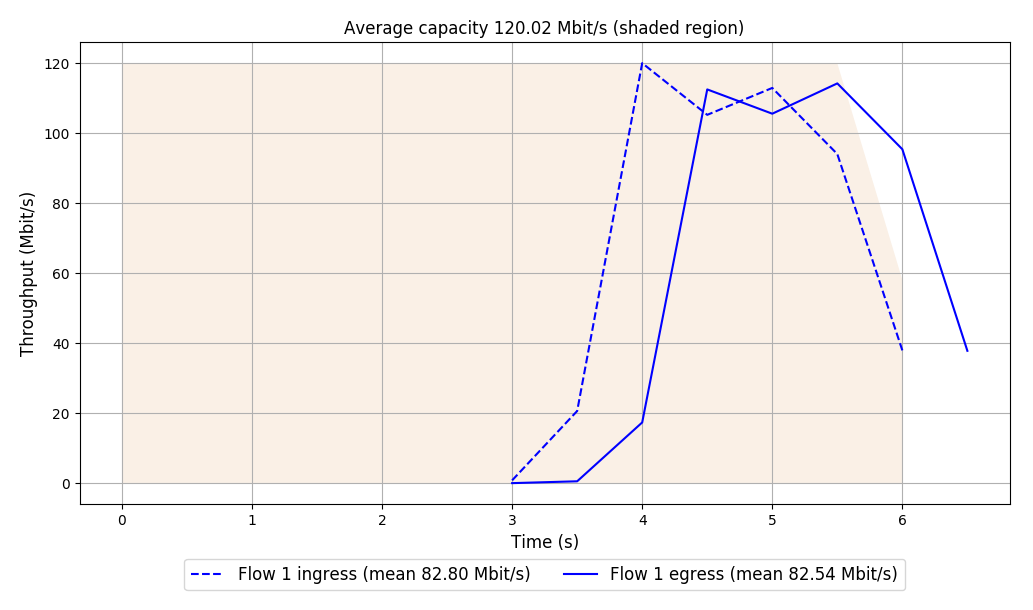 Average capacity 120.02 Mbit/s (shaded region)
120
100
80
60
40
20
0
Throughput (Mbit/s)
0 1 2 3 4 5 6
Time (s)
Flow 1 ingress (mean 82.80 Mbit/s) Flow 1 egress (mean 82.54 Mbit/s)